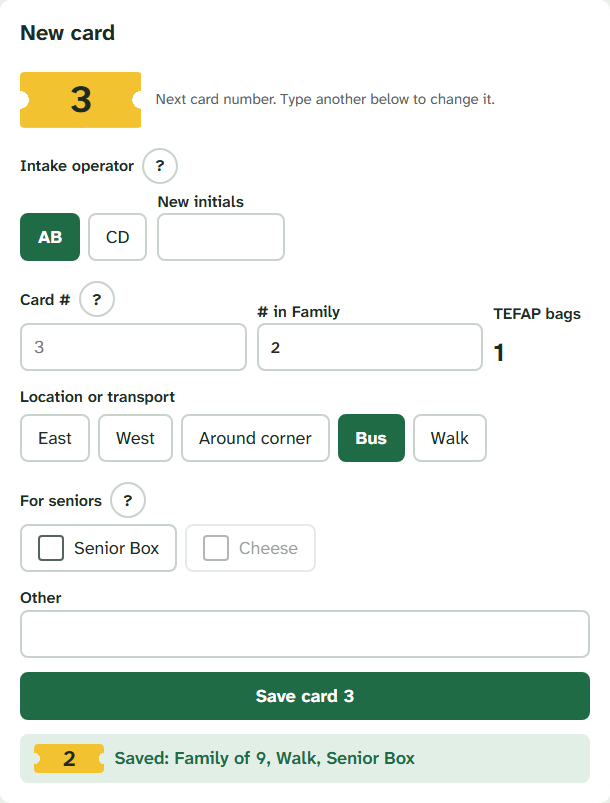 New card
3 Next card number. Type another below to change it.
Intake operator ?
New initials
AB CD
Card # ? # in Family TEFAP bags
3 2 1
Location or transport
East West Around corner Bus Walk
For seniors ?
Senior Box Cheese
Other
Save card 3
2 Saved: Family of 9, Walk, Senior Box